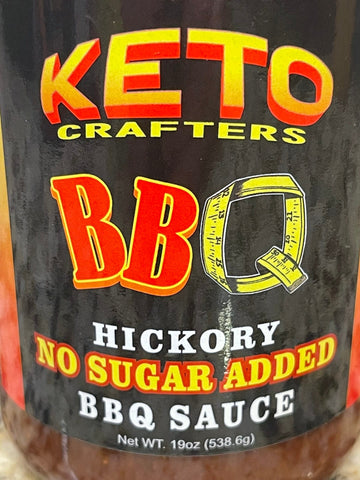 KETO
CRAFTERS
BBQ
HICKORY
NO SUGAR ADDED
BBQ SAUCE
Net WT. 19oz (538.6g)